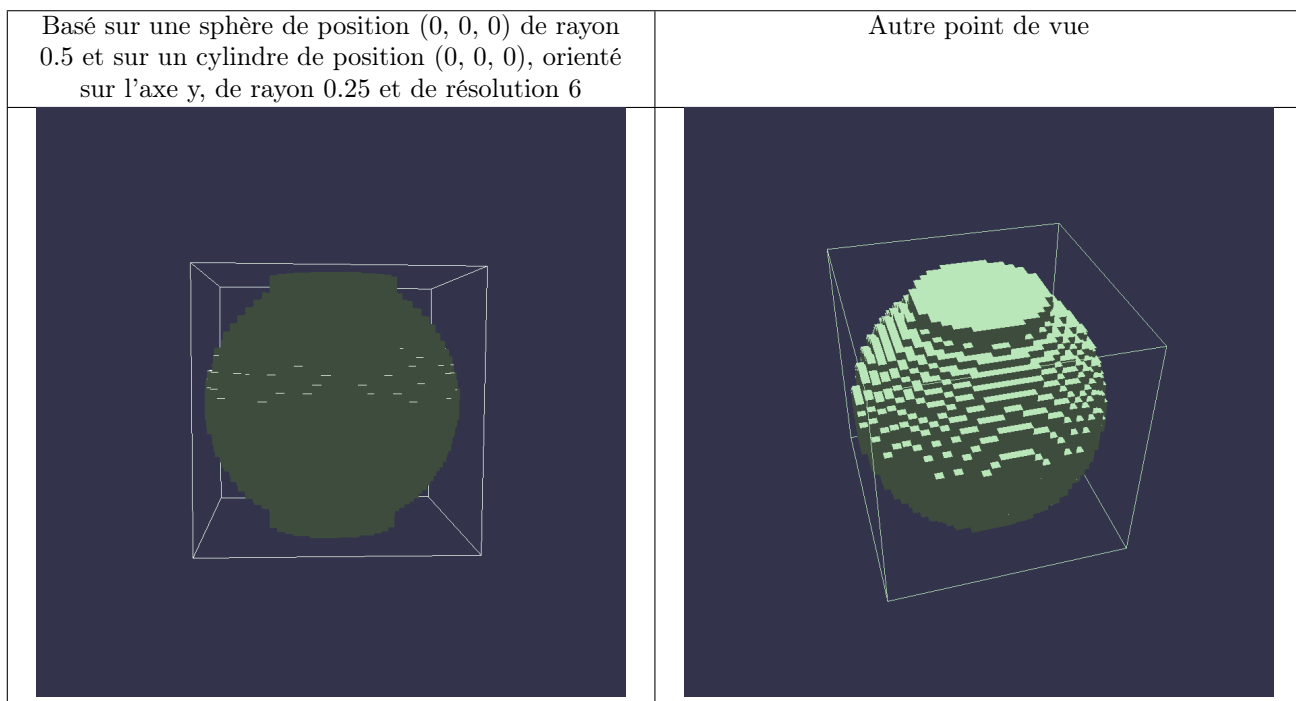 Basé sur une sphère de position (0, 0, 0) de rayon
0.5 et sur un cylindre de position (0, 0, 0), orienté
sur l'axe y, de rayon 0.25 et de résolution 6
Autre point de vue